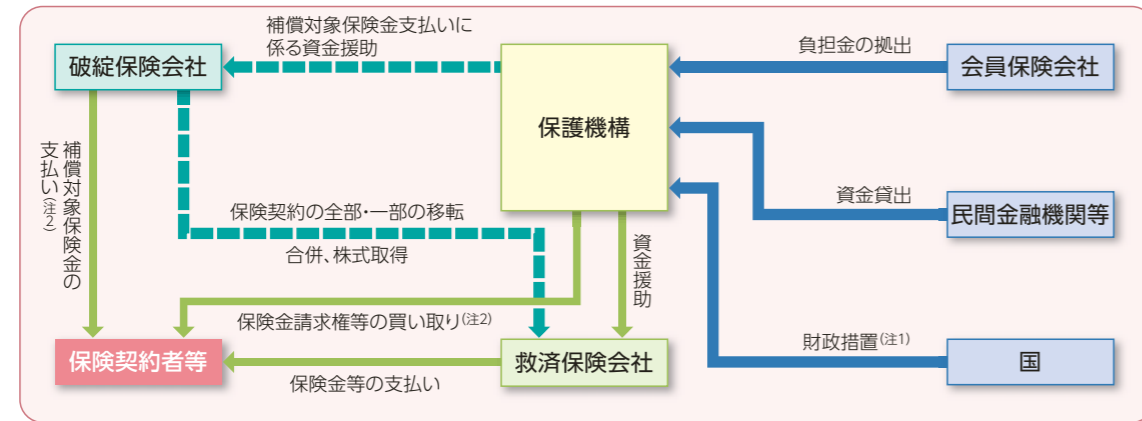 補償対象保険金支払いに
係る資金援助
破綻保険会社
負担金の拠出
会員保険会社
保護機構
補償対象保険金の
支払い(注2)
資金貸出
民間金融機関等
保険契約の全部・一部の移転
合併、株式取得
資金援助
保険金請求権等の買い取り(注2)
財政措置(注1)
保険契約者等
救済保険会社
国
保険金等の支払い